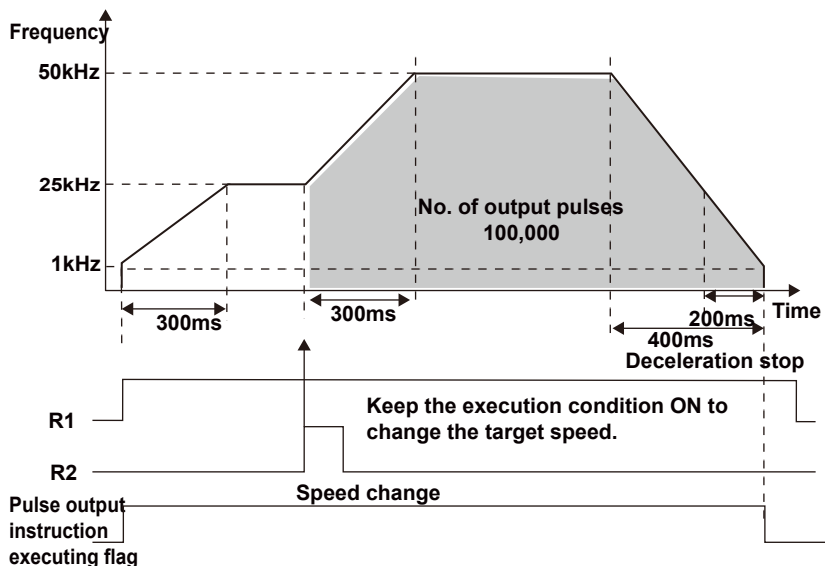 Frequency
50kHz
25kHz
1kHz
No. of output pulses
100,000
300ms
300ms
200ms
Time
400ms
Deceleration stop
R1
Keep the execution condition ON to
change the target speed.
R2
Speed change
Pulse output
instruction
executing flag